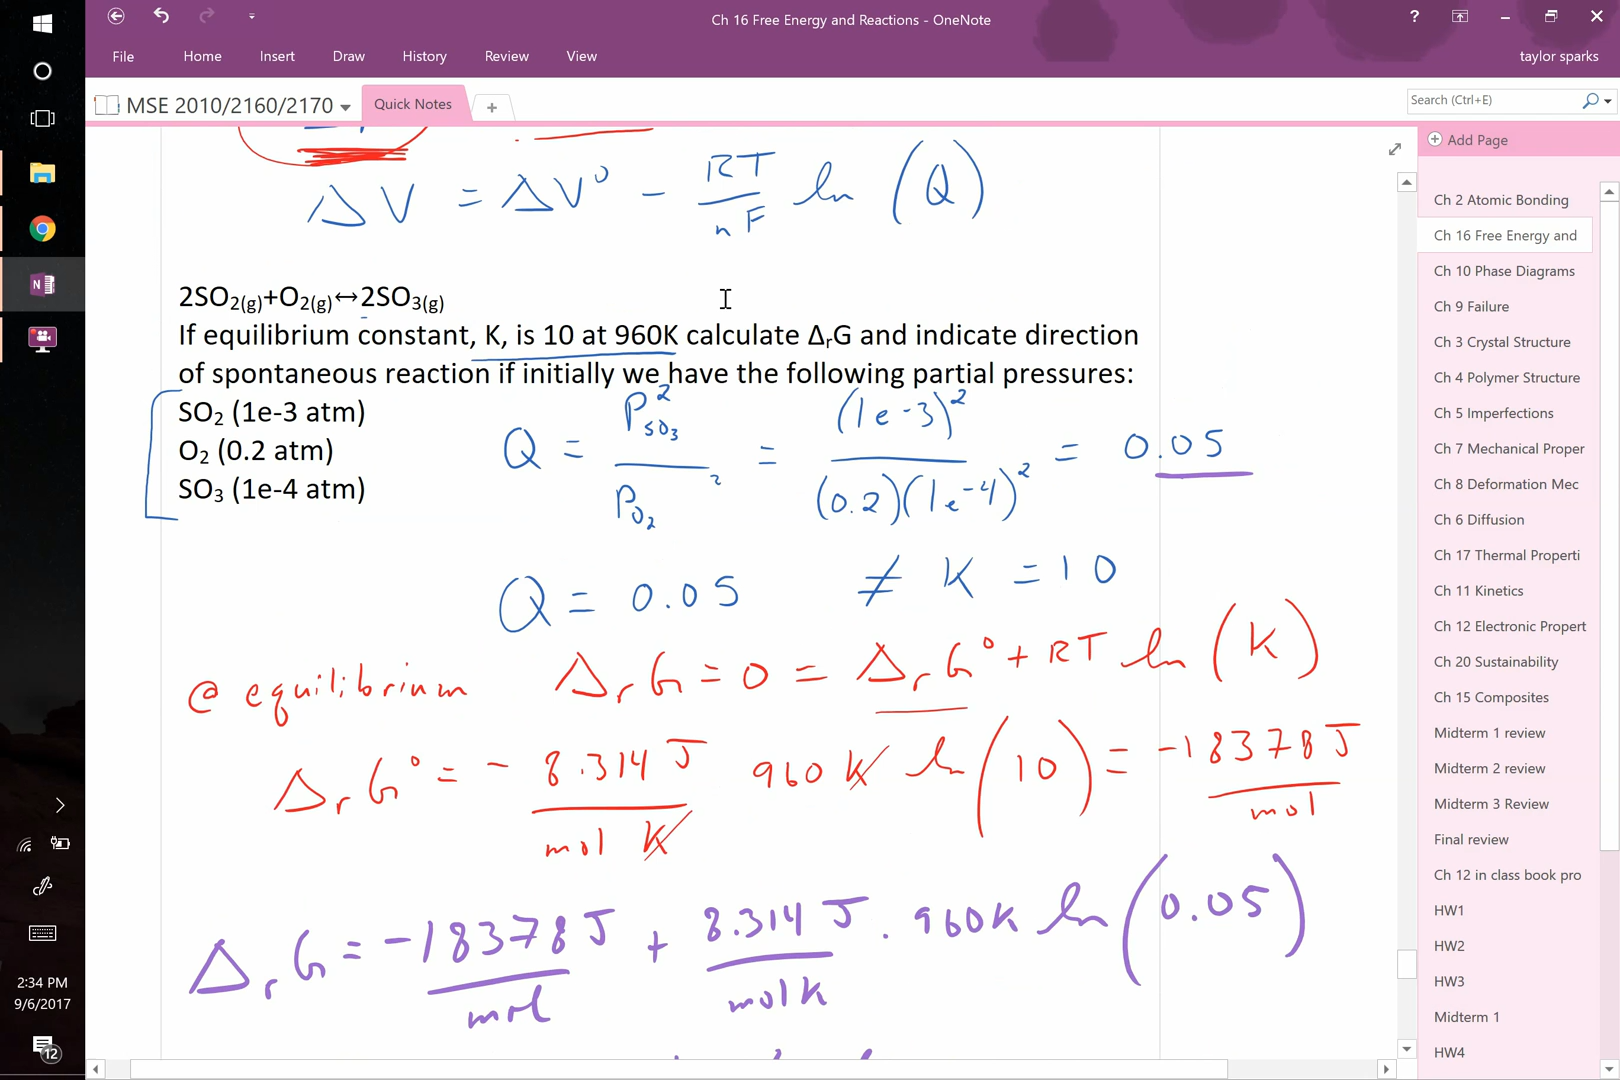 Ch 16 Free Energy and Reactions - OneNote
?
File Home Insert Draw History Review View
taylor sparks
MSE 2010/2160/2170
Quick Notes
+
Search (Ctrl+E)
ΔV = ΔV° - RT/nF ln (Q)
2SO2(g)+O2(g)↔2SO3(g)
If equilibrium constant, K, is 10 at 960K calculate ΔrG and indicate direction
of spontaneous reaction if initially we have the following partial pressures:
SO2 (1e-3 atm)
O2 (0.2 atm)
SO3 (1e-4 atm)
Q = P SO3 2 / P O2 2 = (1e-3)2 / (0.2)(1e-4)2 = 0.05
Q = 0.05 ≠ K = 10
@ equilibrium ΔrG = 0 = ΔrG° + RT ln (K)
ΔrG° = - 8.314 J / mol K 960 K ln (10) = -18378 J / mol
ΔrG = -18378 J / mol + 8.314 J / mol K · 960K ln (0.05)
Add Page
Ch 2 Atomic Bonding
Ch 16 Free Energy and
Ch 10 Phase Diagrams
Ch 9 Failure
Ch 3 Crystal Structure
Ch 4 Polymer Structure
Ch 5 Imperfections
Ch 7 Mechanical Proper
Ch 8 Deformation Mec
Ch 6 Diffusion
Ch 17 Thermal Properti
Ch 11 Kinetics
Ch 12 Electronic Propert
Ch 20 Sustainability
Ch 15 Composites
Midterm 1 review
Midterm 2 review
Midterm 3 Review
Final review
Ch 12 in class book pro
HW1
HW2
HW3
Midterm 1
HW4
2:34 PM
9/6/2017
12